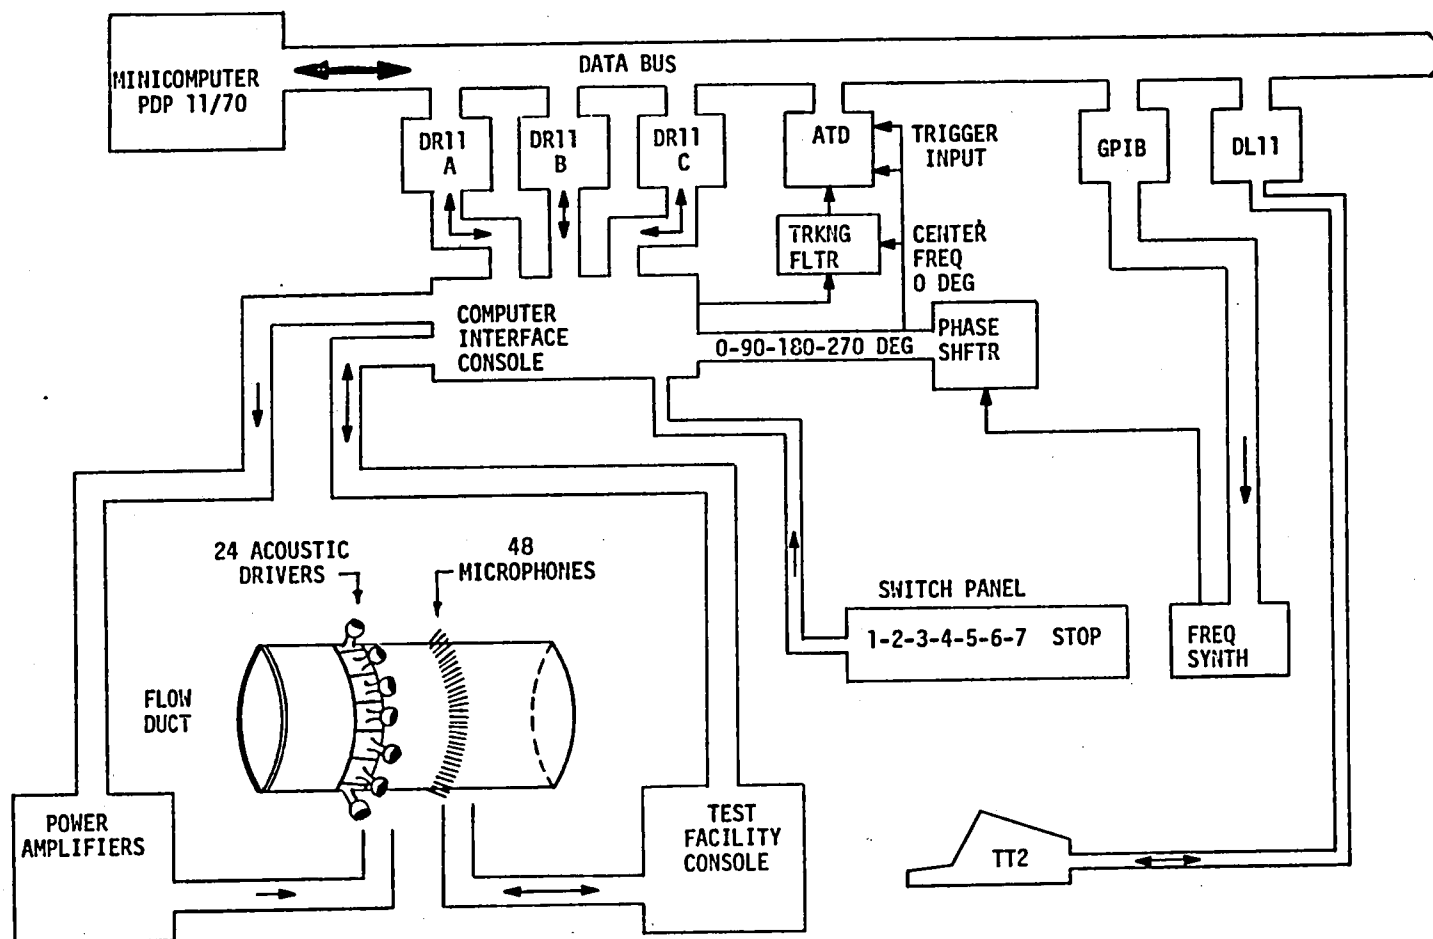 MINICOMPUTER
PDP 11/70
DATA BUS
DR11
A
DR11
B
DR11
C
ATD
TRIGGER
INPUT
GPIB
DL11
TRKNG
FLTR
CENTER
FREQ
0 DEG
COMPUTER
INTERFACE
CONSOLE
0-90-180-270 DEG
PHASE
SHFTR
24 ACOUSTIC
DRIVERS
48
MICROPHONES
SWITCH PANEL
1-2-3-4-5-6-7 STOP
FREQ
SYNTH
FLOW
DUCT
POWER
AMPLIFIERS
TEST
FACILITY
CONSOLE
TT2